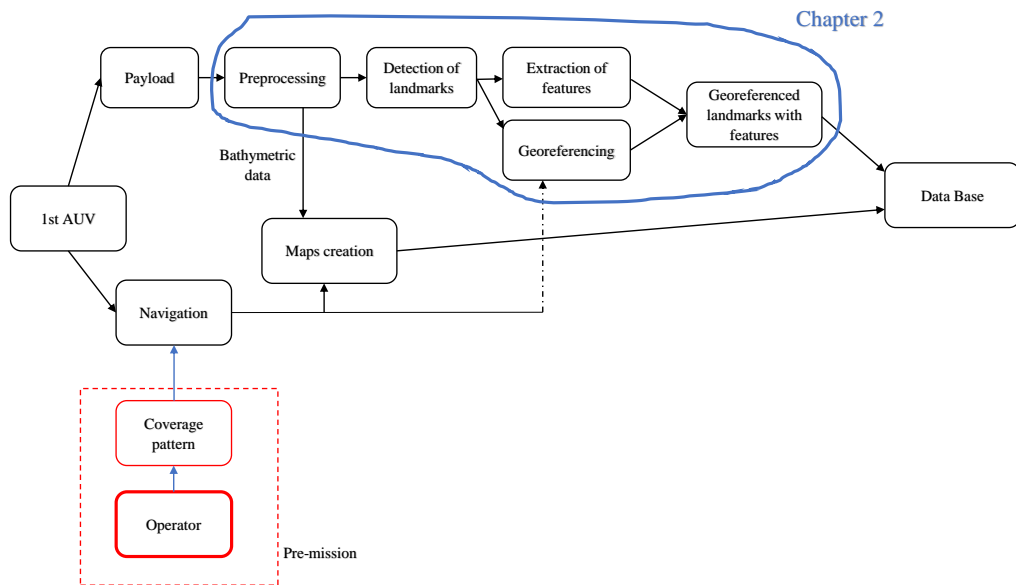 Chapter 2
Payload
Preprocessing
Detection of
landmarks
Extraction of
features
Georeferenced
landmarks with
features
Georeferencing
Bathymetric
data
1st AUV
Data Base
Maps creation
Navigation
Coverage
pattern
Operator
Pre-mission